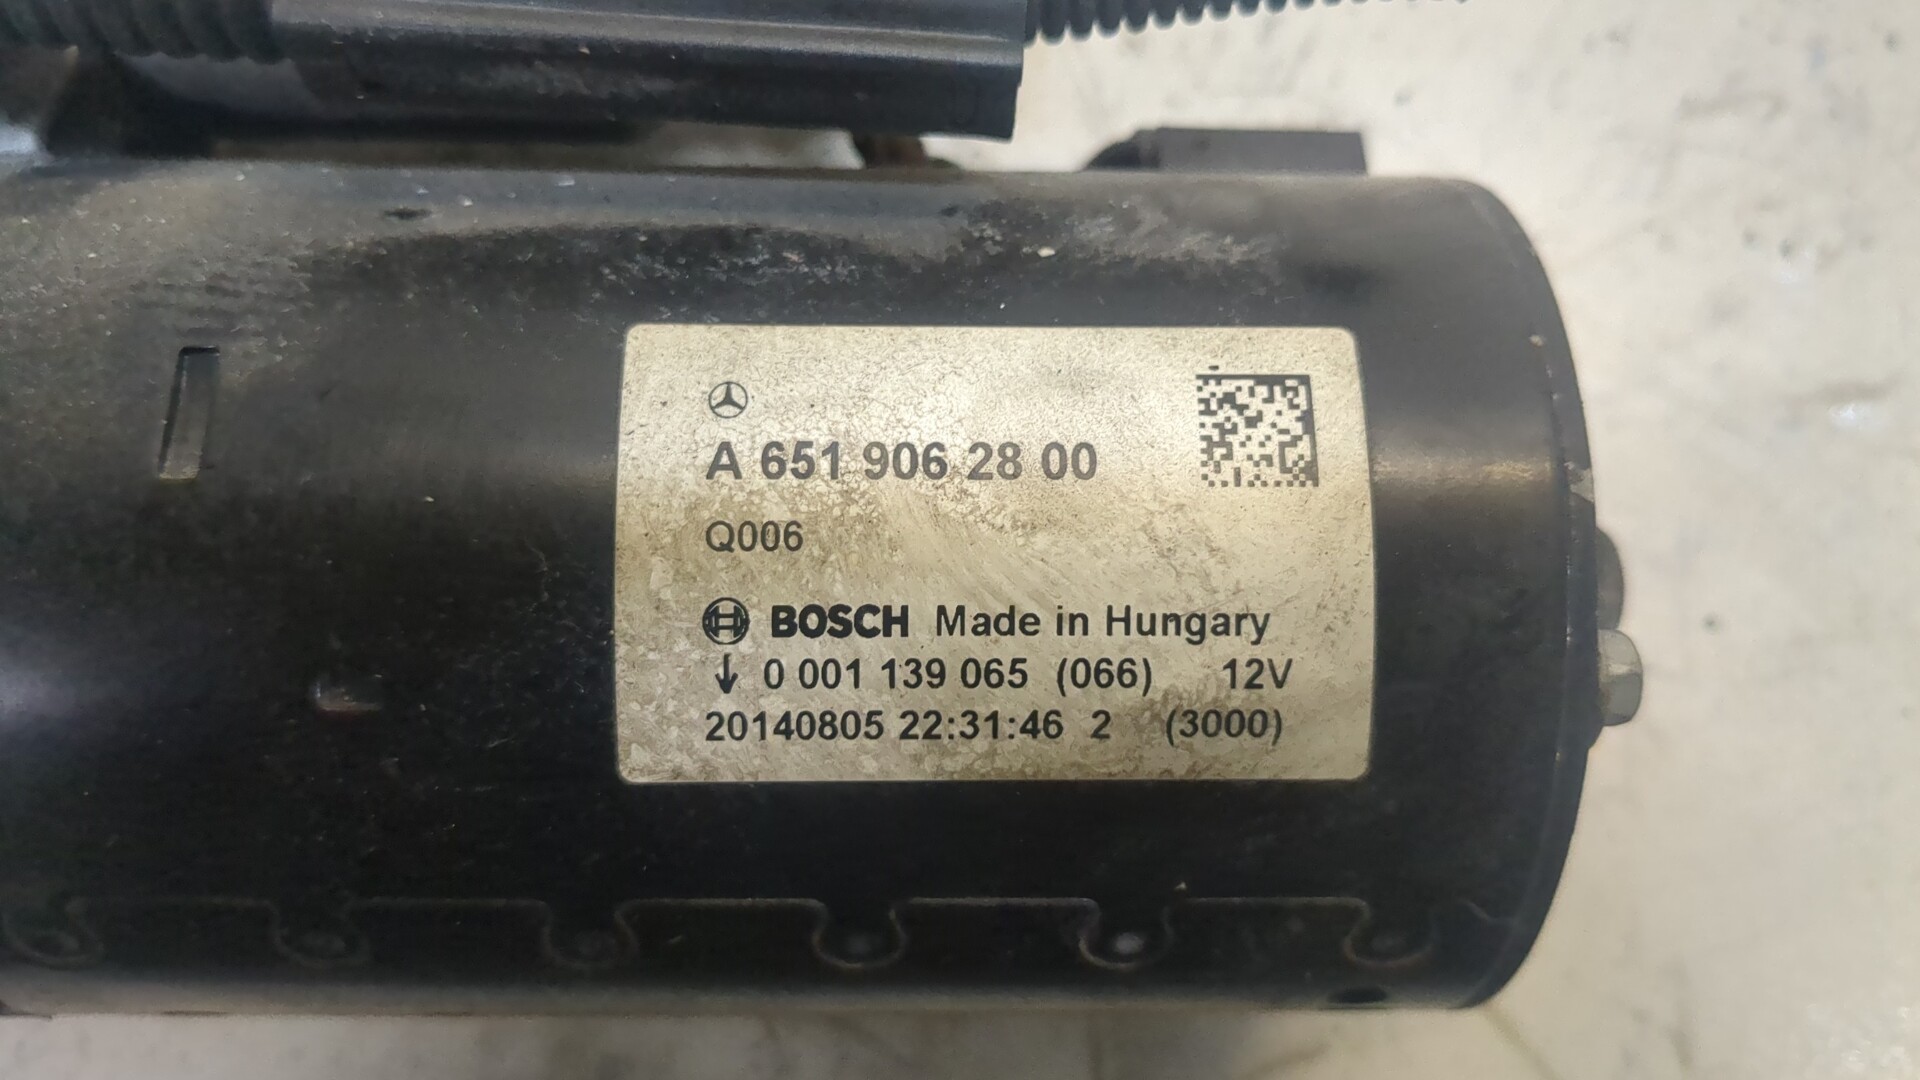 A 651 906 28 00
Q006
BOSCH Made in Hungary
↓ 0 001 139 065 (066) 12V
20140805 22:31:46 2 (3000)